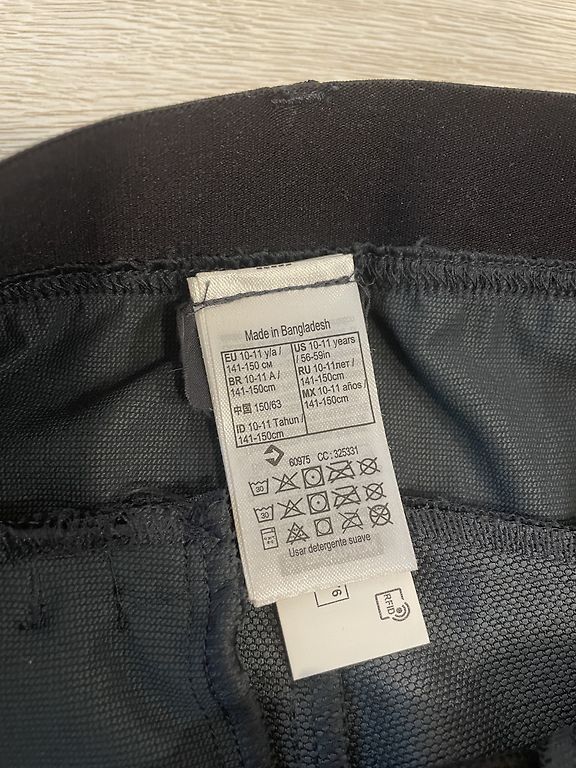 Made in Bangladesh
EU 10-11 y/a /
141-150 см
BR 10-11 A /
141-150cm
中国 150/63
ID 10-11 Tahun /
141-150cm
US 10-11 years
/ 56-59in
RU 10-11лет /
141-150cm
MX 10-11 años /
141-150cm
60975 CC:325331
30
30
Usar detergente suave
RFID